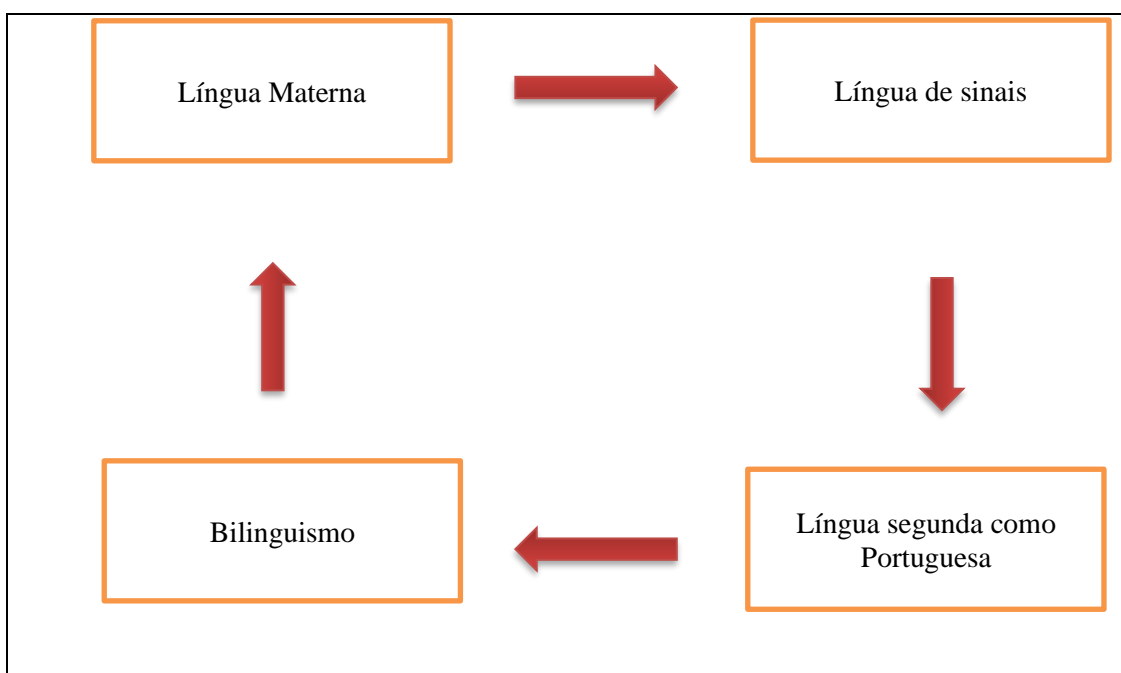 Língua Materna
Língua de sinais
Bilinguismo
Língua segunda como
Portuguesa